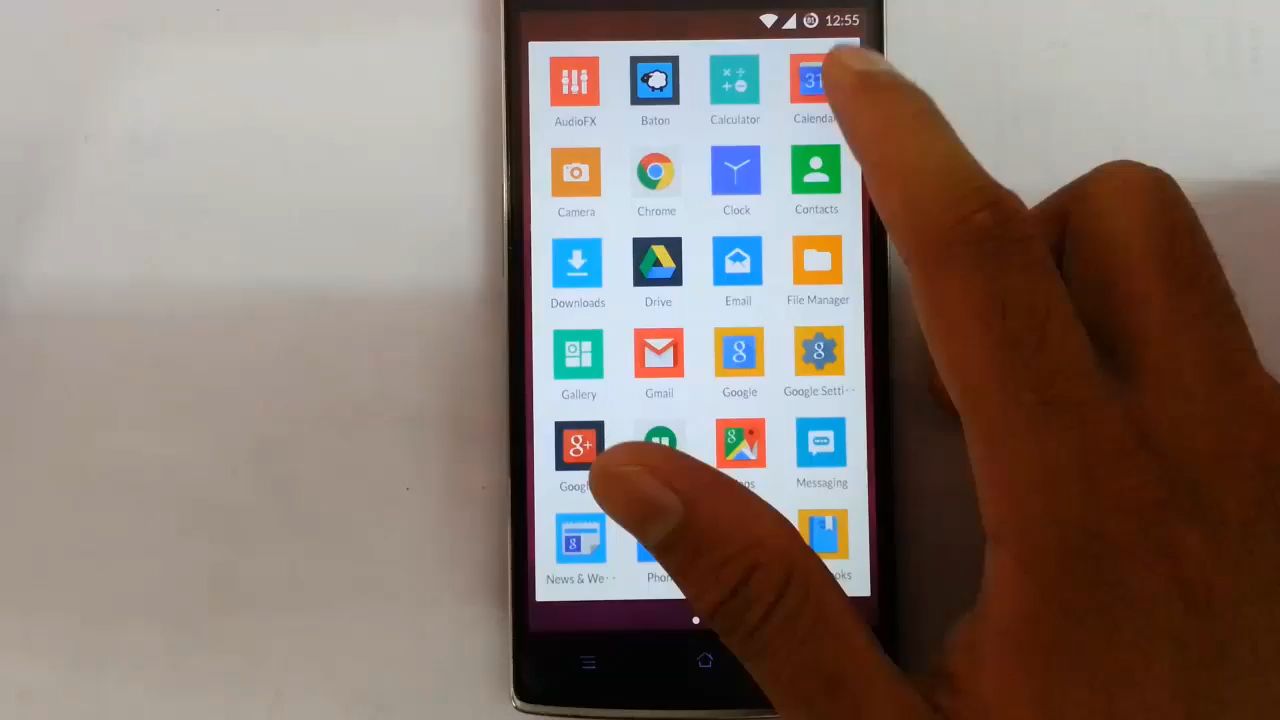 12:55
AudioFX Baton Calculator Calendar
Camera Chrome Clock Contacts
Downloads Drive Email File Manager
Gallery Gmail Google Google Setti··
Messaging
News & We··